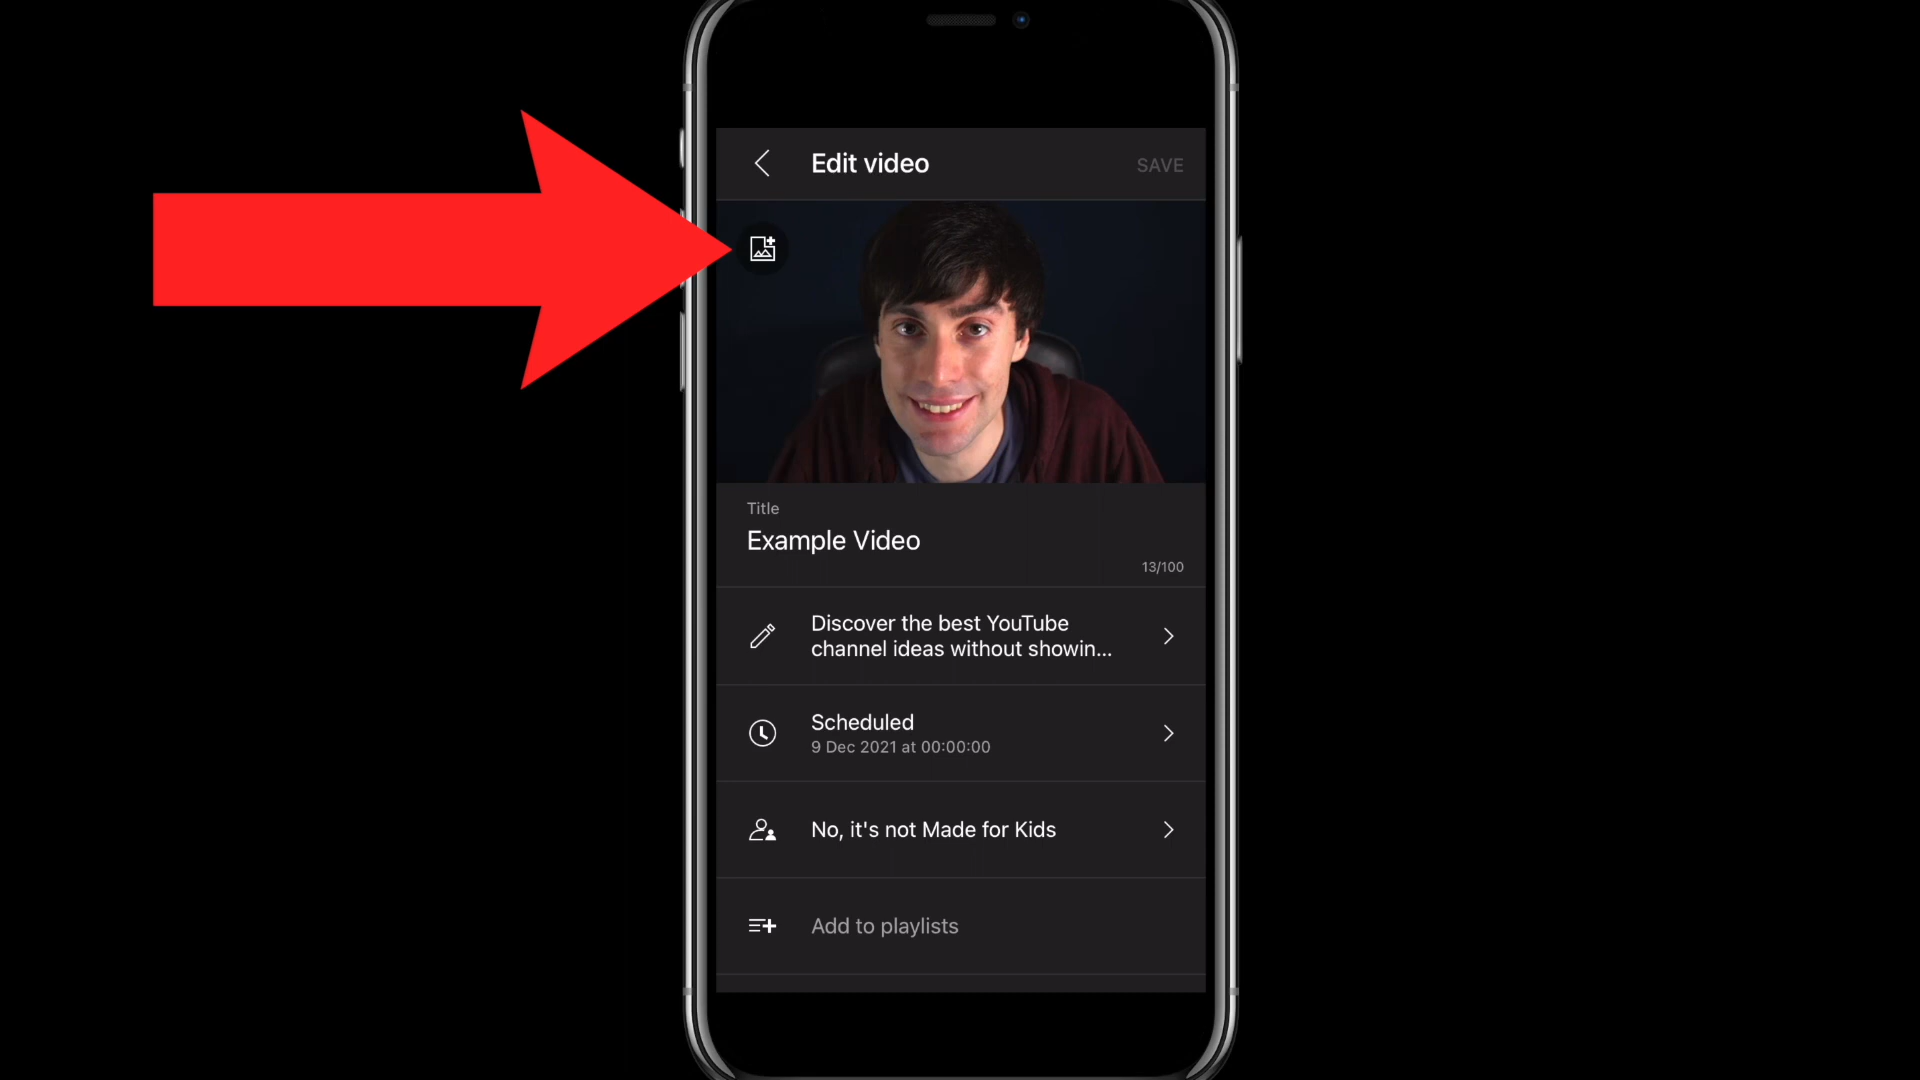 Edit video
SAVE
Title
Example Video
13/100
Discover the best YouTube
channel ideas without showin...
Scheduled
9 Dec 2021 at 00:00:00
No, it's not Made for Kids
Add to playlists